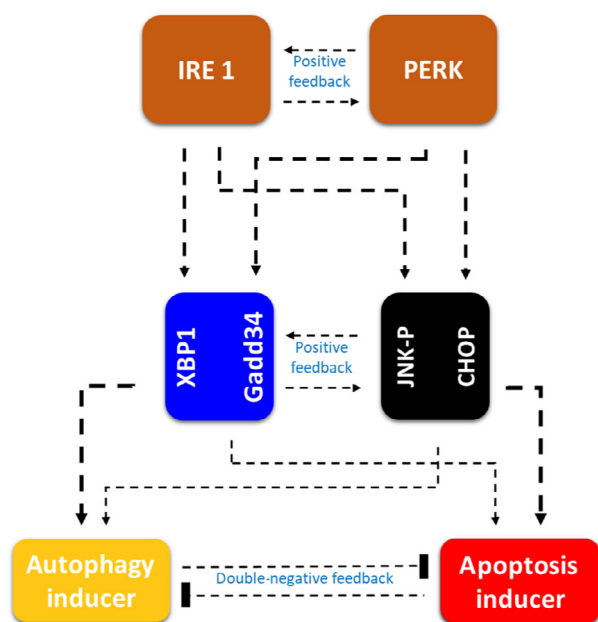 IRE 1
Positive
feedback
PERK
XBP1
Gadd34
Positive
feedback
JNK-P
CHOP
Autophagy
inducer
Double-negative feedback
Apoptosis
inducer